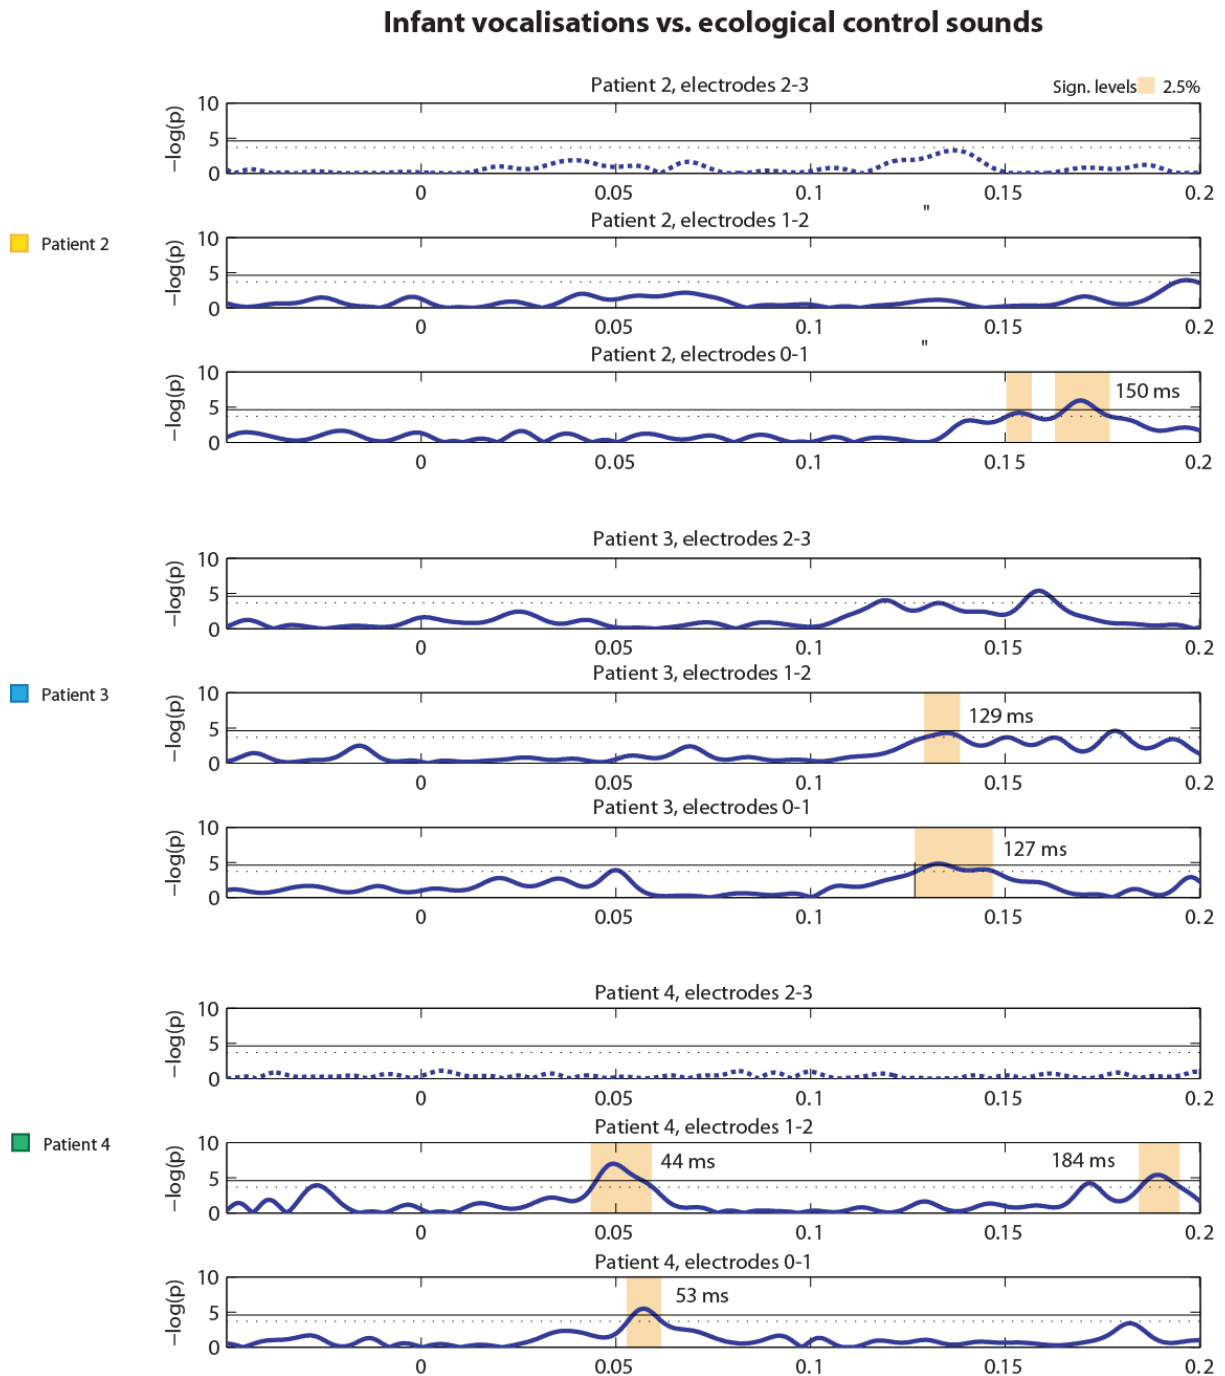 Infant vocalisations vs. ecological control sounds
Patient 2, electrodes 2-3
Sign. levels 2.5%
−log(p)
10
5
0
0 0.05 0.1 0.15 0.2
"
Patient 2, electrodes 1-2
Patient 2
−log(p)
10
5
0
0 0.05 0.1 0.15 0.2
"
Patient 2, electrodes 0-1
−log(p)
10
5
0
150 ms
0 0.05 0.1 0.15 0.2
Patient 3, electrodes 2-3
−log(p)
10
5
0
0 0.05 0.1 0.15 0.2
Patient 3, electrodes 1-2
Patient 3
−log(p)
10
5
0
129 ms
0 0.05 0.1 0.15 0.2
Patient 3, electrodes 0-1
−log(p)
10
5
0
127 ms
0 0.05 0.1 0.15 0.2
Patient 4, electrodes 2-3
−log(p)
10
5
0
0 0.05 0.1 0.15 0.2
Patient 4, electrodes 1-2
Patient 4
−log(p)
10
5
0
44 ms 184 ms
0 0.05 0.1 0.15 0.2
Patient 4, electrodes 0-1
−log(p)
10
5
0
53 ms
0 0.05 0.1 0.15 0.2